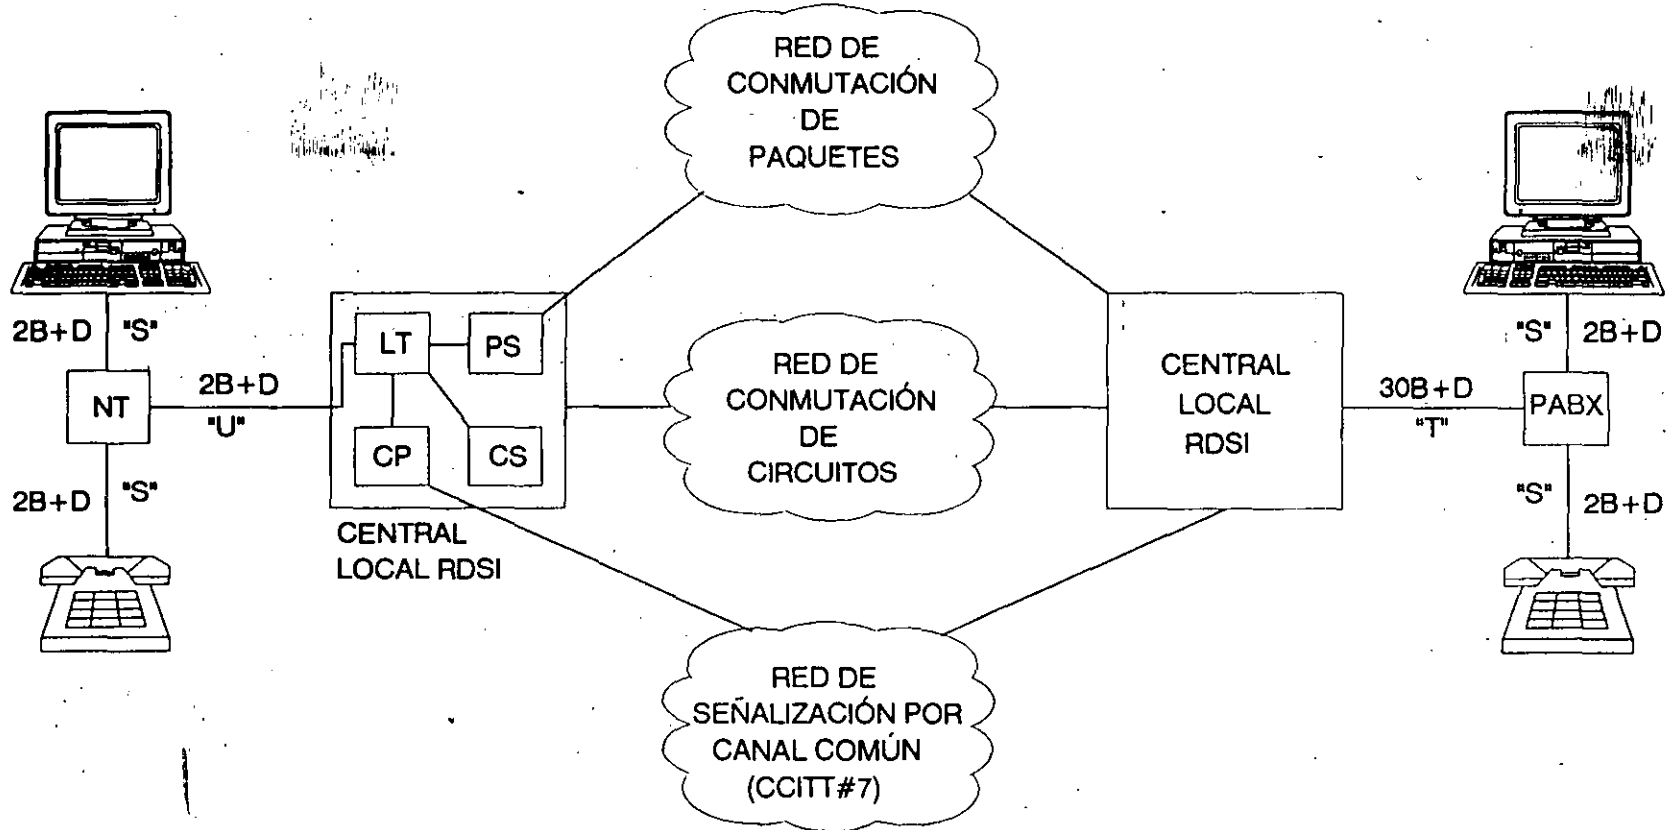 RED DE
CONMUTACIÓN
DE
PAQUETES
2B+D "S"
NT
2B+D "S"
2B+D
"U"
LT
PS
CP
CS
CENTRAL
LOCAL RDSI
RED DE
CONMUTACIÓN
DE
CIRCUITOS
CENTRAL
LOCAL
RDSI
30B+D
"T"
"S" 2B+D
PABX
"S" 2B+D
RED DE
SEÑALIZACIÓN POR
CANAL COMÚN
(CCITT#7)